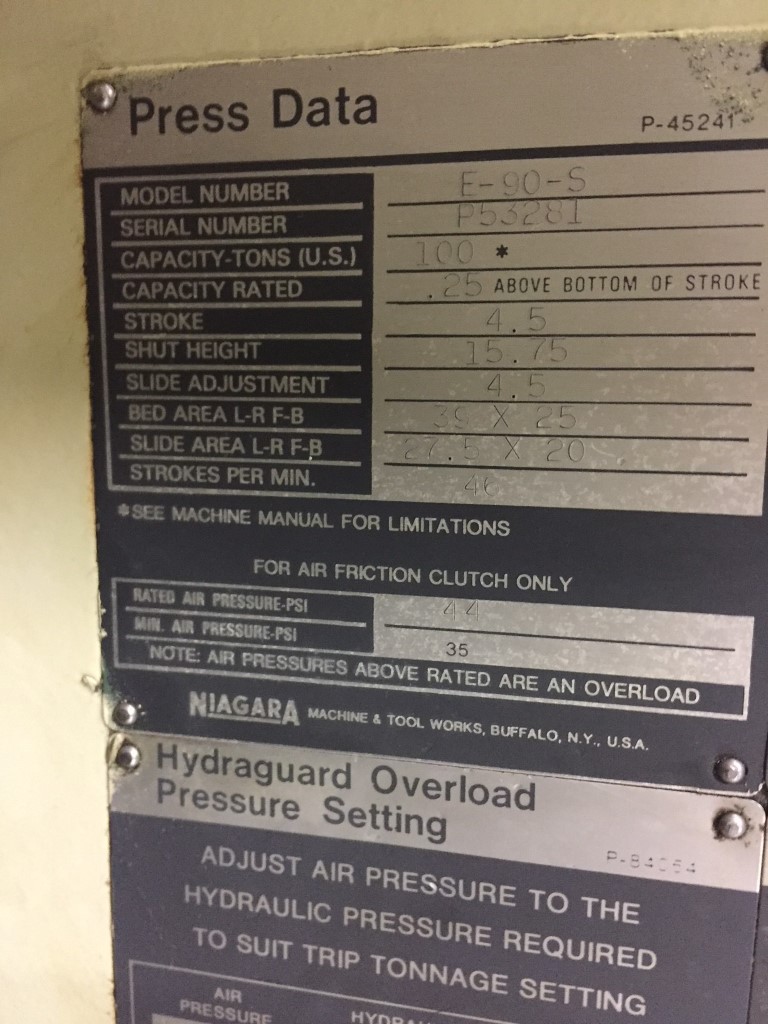 Press Data
P-45241
MODEL NUMBER E-90-S
SERIAL NUMBER P53281
CAPACITY-TONS (U.S.) 100 *
CAPACITY RATED .25 ABOVE BOTTOM OF STROKE
STROKE 4.5
SHUT HEIGHT 15.75
SLIDE ADJUSTMENT 4.5
BED AREA L-R F-B 39 X 25
SLIDE AREA L-R F-B 27.5 X 20
STROKES PER MIN.
*SEE MACHINE MANUAL FOR LIMITATIONS
FOR AIR FRICTION CLUTCH ONLY
RATED AIR PRESSURE-PSI 44
MIN. AIR PRESSURE-PSI 35
NOTE: AIR PRESSURES ABOVE RATED ARE AN OVERLOAD
NIAGARA MACHINE & TOOL WORKS, BUFFALO, N.Y., U.S.A.
Hydraguard Overload
Pressure Setting
ADJUST AIR PRESSURE TO THE
HYDRAULIC PRESSURE REQUIRED
TO SUIT TRIP TONNAGE SETTING
AIR
PRESSURE